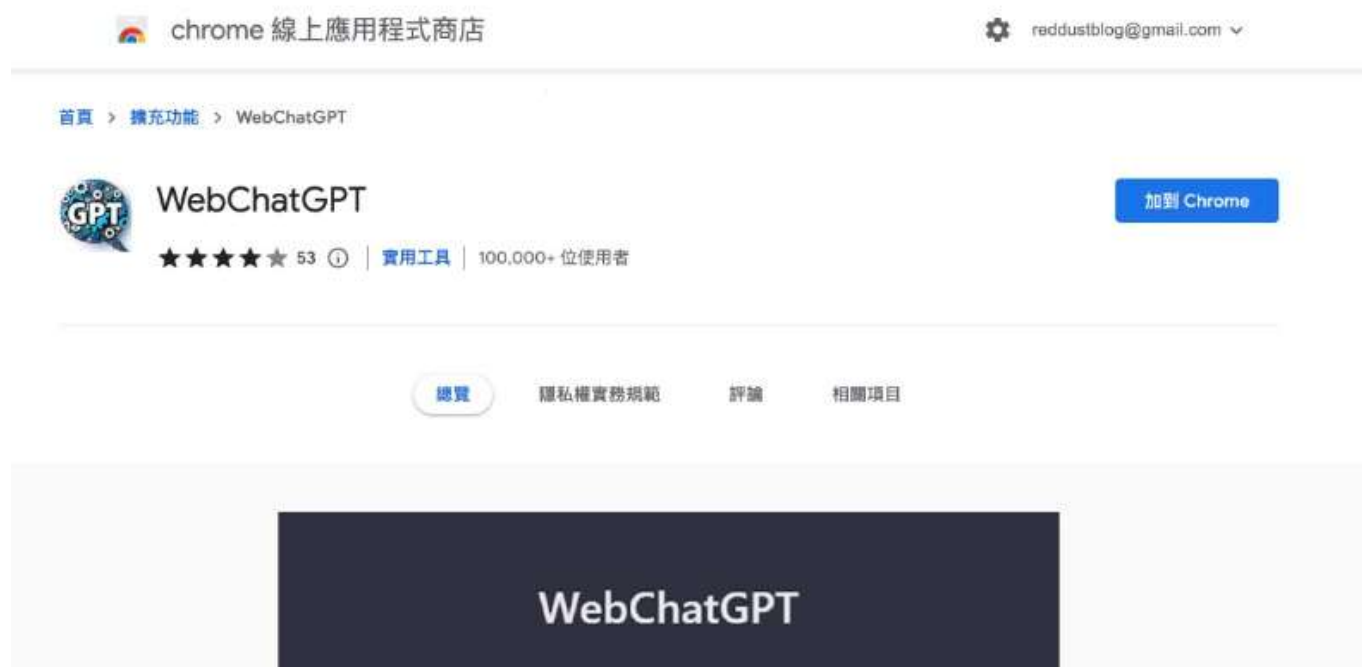 chrome 線上應用程式商店
reddustblog@gmail.com
首頁 > 擴充功能 > WebChatGPT
GPT
WebChatGPT
加到 Chrome
53 | 實用工具 | 100,000+ 位使用者
總覽 隱私權實務規範 評論 相關項目
WebChatGPT